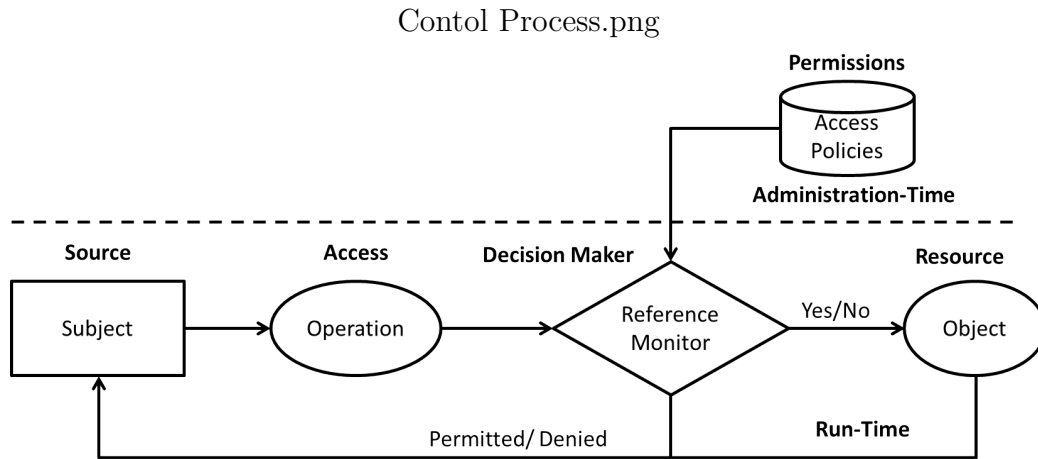 Contol Process.png
Permissions
Access
Policies
Administration-Time
Source
Access
Decision Maker
Resource
Subject
Operation
Reference
Monitor
Yes/No
Object
Permitted/ Denied
Run-Time